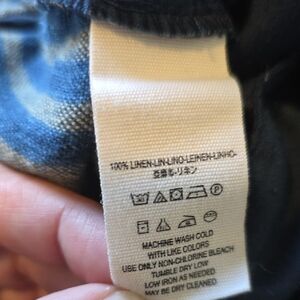 100% LINEN-LIN-LINO-LEINEN-LINHO-
亞麻布-リネン
MACHINE WASH COLD
WITH LIKE COLORS
USE ONLY NON-CHLORINE BLEACH
TUMBLE DRY LOW
LOW IRON AS NEEDED
MAY BE DRY CLEANED